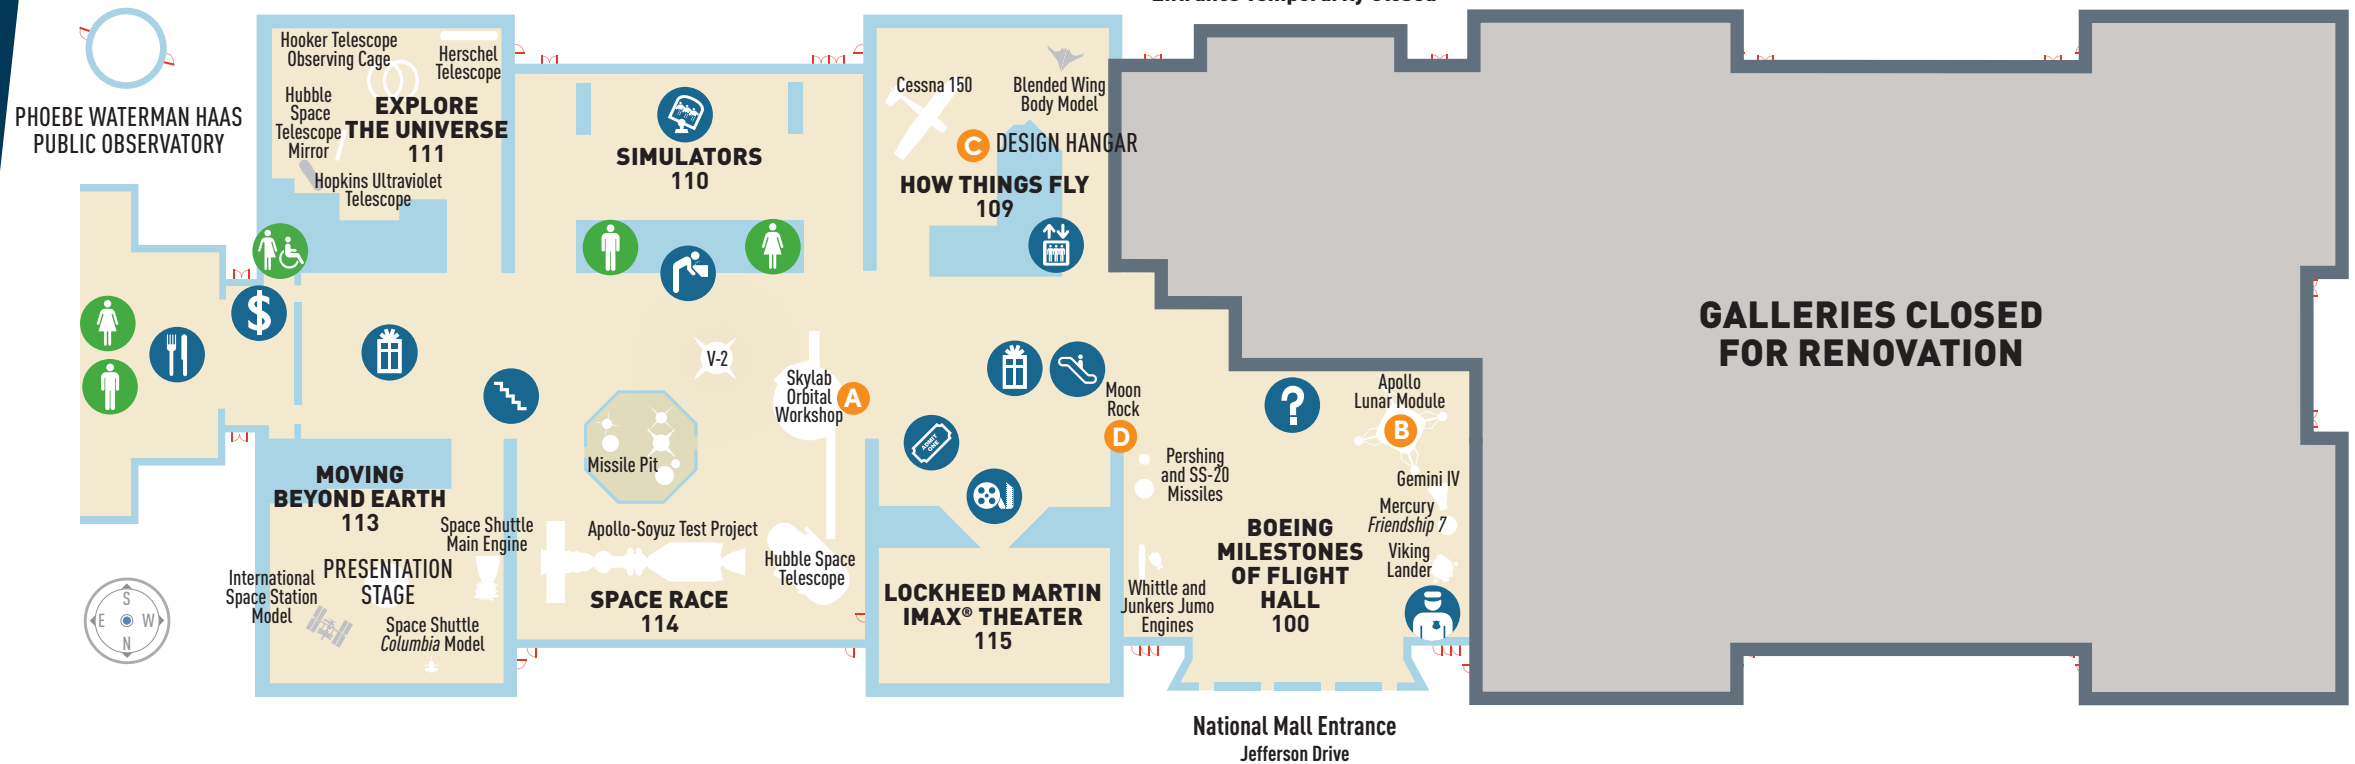 Entrance Temporarily Closed
PHOEBE WATERMAN HAAS
PUBLIC OBSERVATORY
Hooker Telescope
Observing Cage
Herschel
Telescope
Hubble
Space
Telescope
Mirror
EXPLORE
THE UNIVERSE
111
Hopkins Ultraviolet
Telescope
SIMULATORS
110
Cessna 150
Blended Wing
Body Model
C
DESIGN HANGAR
HOW THINGS FLY
109
GALLERIES CLOSED
FOR RENOVATION
$
V-2
Skylab
Orbital
Workshop
A
Missile Pit
ADMIT
ONE
Moon
Rock
D
?
Apollo
Lunar Module
B
Pershing
and SS-20
Missiles
Gemini IV
Mercury
Friendship 7
Viking
Lander
MOVING
BEYOND EARTH
113
Space Shuttle
Main Engine
PRESENTATION
STAGE
International
Space Station
Model
Space Shuttle
Columbia Model
Apollo-Soyuz Test Project
Hubble Space
Telescope
SPACE RACE
114
LOCKHEED MARTIN
IMAX® THEATER
115
Whittle and
Junkers Jumo
Engines
BOEING
MILESTONES
OF FLIGHT
HALL
100
S
E W
N
National Mall Entrance
Jefferson Drive